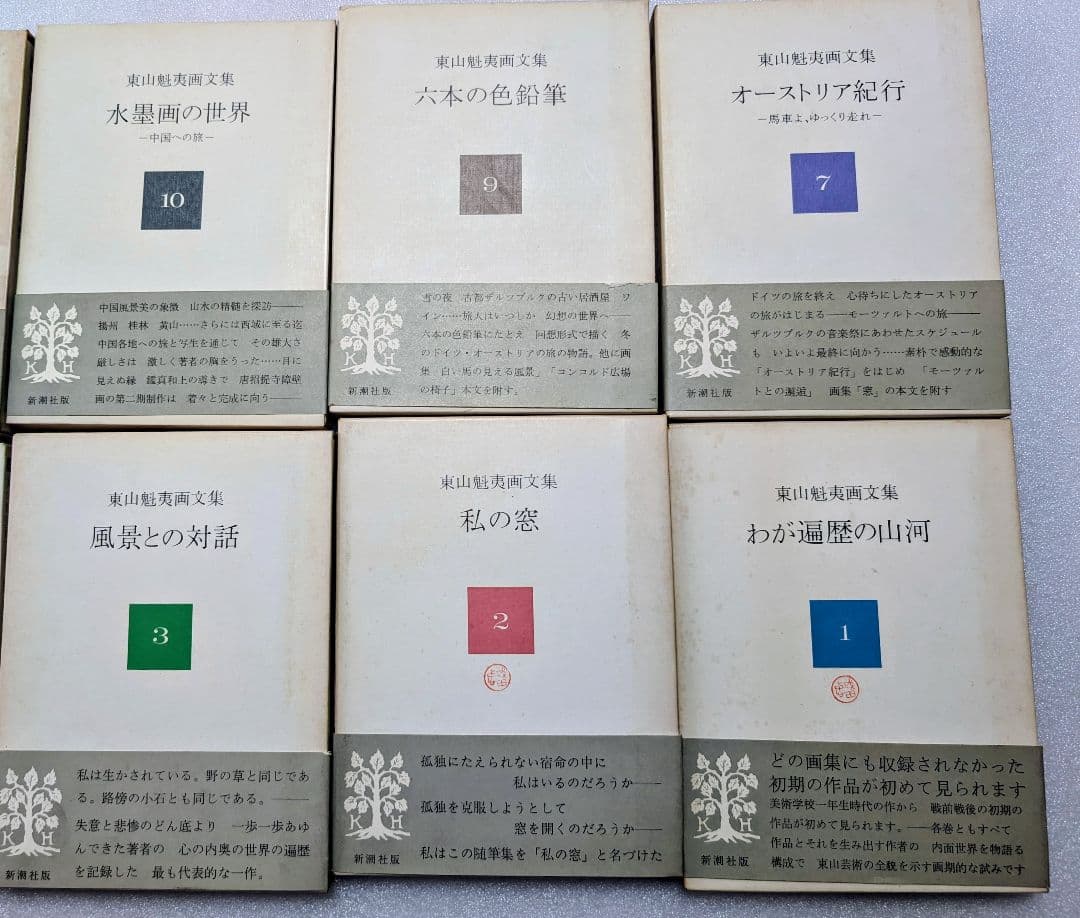 東山魁夷画文集
水墨画の世界
―中国への旅―
10
中国風景美の象徴 山水の精髄を探訪――
揚州 桂林 黄山……さらには西域に至る迄
中国各地への旅と写生を通じて その雄大さ
厳しさは 激しく著者の胸をうった……目に
見えぬ縁 鑑真和上の導きで 唐招提寺障壁
画の第二期制作は 着々と完成に向う――
K H
新潮社版
東山魁夷画文集
六本の色鉛筆
9
雪の夜 古都ザルツブルクの古い居酒屋 ワ
イン……旅人はいつしか 幻想の世界へ――
六本の色鉛筆にたとえ 回想形式で描く 冬
のドイツ・オーストリアの旅の物語。他に画
集「白い馬の見える風景」「コンコルド広場
の椅子」本文を附す。
K H
新潮社版
東山魁夷画文集
オーストリア紀行
―馬車よ、ゆっくり走れ―
7
ドイツの旅を終え 心待ちにしたオーストリア
の旅がはじまる――モーツァルトへの旅――
ザルツブルクの音楽祭にあわせたスケジュール
も いよいよ最終に向かう……素朴で感動的な
「オーストリア紀行」をはじめ 「モーツァル
トとの邂逅」 画集「窓」の本文を附す
K H
新潮社版
東山魁夷画文集
風景との対話
3
私は生かされている。野の草と同じであ
る。路傍の小石とも同じである。――
失意と悲惨のどん底より 一歩一歩あゆ
んできた著者の 心の内奥の世界の遍歴
を記録した 最も代表的な一作。
K H
新潮社版
東山魁夷画文集
私の窓
2
孤独にたえられない宿命の中に
私はいるのだろうか――
孤独を克服しようとして
窓を開くのだろうか――
私はこの随筆集を「私の窓」と名づけた
K H
新潮社版
東山魁夷画文集
わが遍歴の山河
1
どの画集にも収録されなかった
初期の作品が初めて見られます
美術学校一年生時代の作から 戦前戦後の初期の
作品が初めて見られます。――各巻ともすべて
作品とそれを生み出す作者の 内面世界を物語る
構成で 東山芸術の全貌を示す画期的な試みです
K H
新潮社版